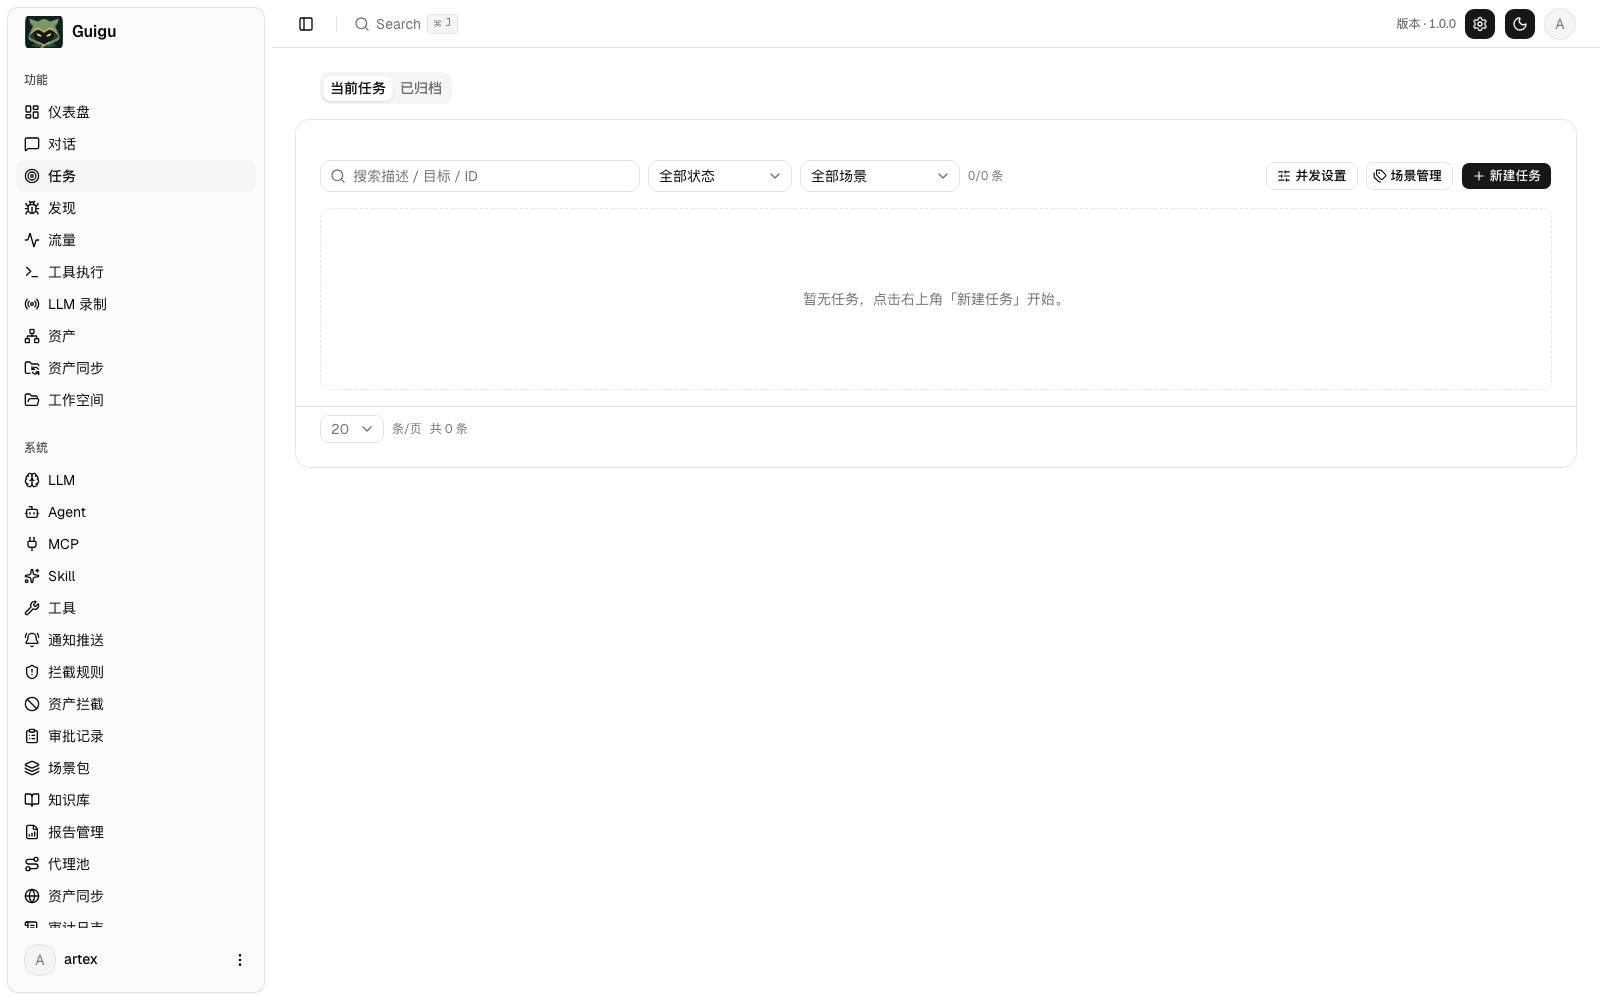 Guigu
功能
仪表盘
对话
任务
发现
流量
工具执行
LLM 录制
资产
资产同步
工作空间
系统
LLM
Agent
MCP
Skill
工具
通知推送
拦截规则
资产拦截
审批记录
场景包
知识库
报告管理
代理池
资产同步
审计日志
A artex
Search ⌘ J
版本 · 1.0.0
A
当前任务 已归档
搜索描述 / 目标 / ID 全部状态 全部场景 0/0 条 并发设置 场景管理 新建任务
暂无任务，点击右上角「新建任务」开始。
20 条/页 共 0 条